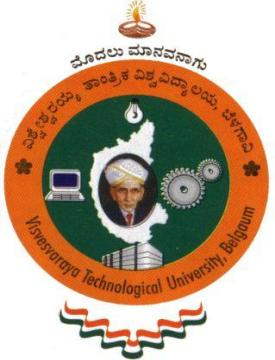 ಮೊದಲು ಮಾನವನಾಗು
ವಿಶ್ವೇಶ್ವರಯ್ಯ ತಾಂತ್ರಿಕ ವಿಶ್ವವಿದ್ಯಾಲಯ, ಬೆಳಗಾವಿ
Visvesvaraya Technological University, Belgaum